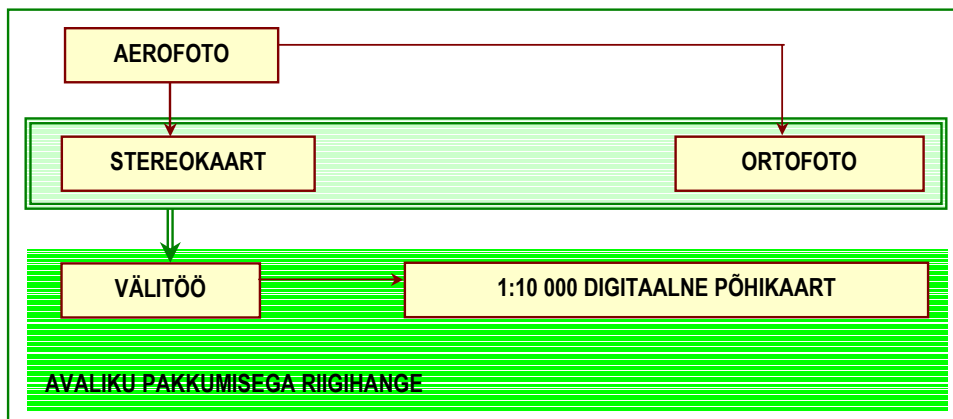 AEROFOTO
STEREOKAART
ORTOFOTO
VÄLITÖÖ
1:10 000 DIGITAALNE PÕHIKAART
AVALIKU PAKKUMISEGA RIIGIHANGE